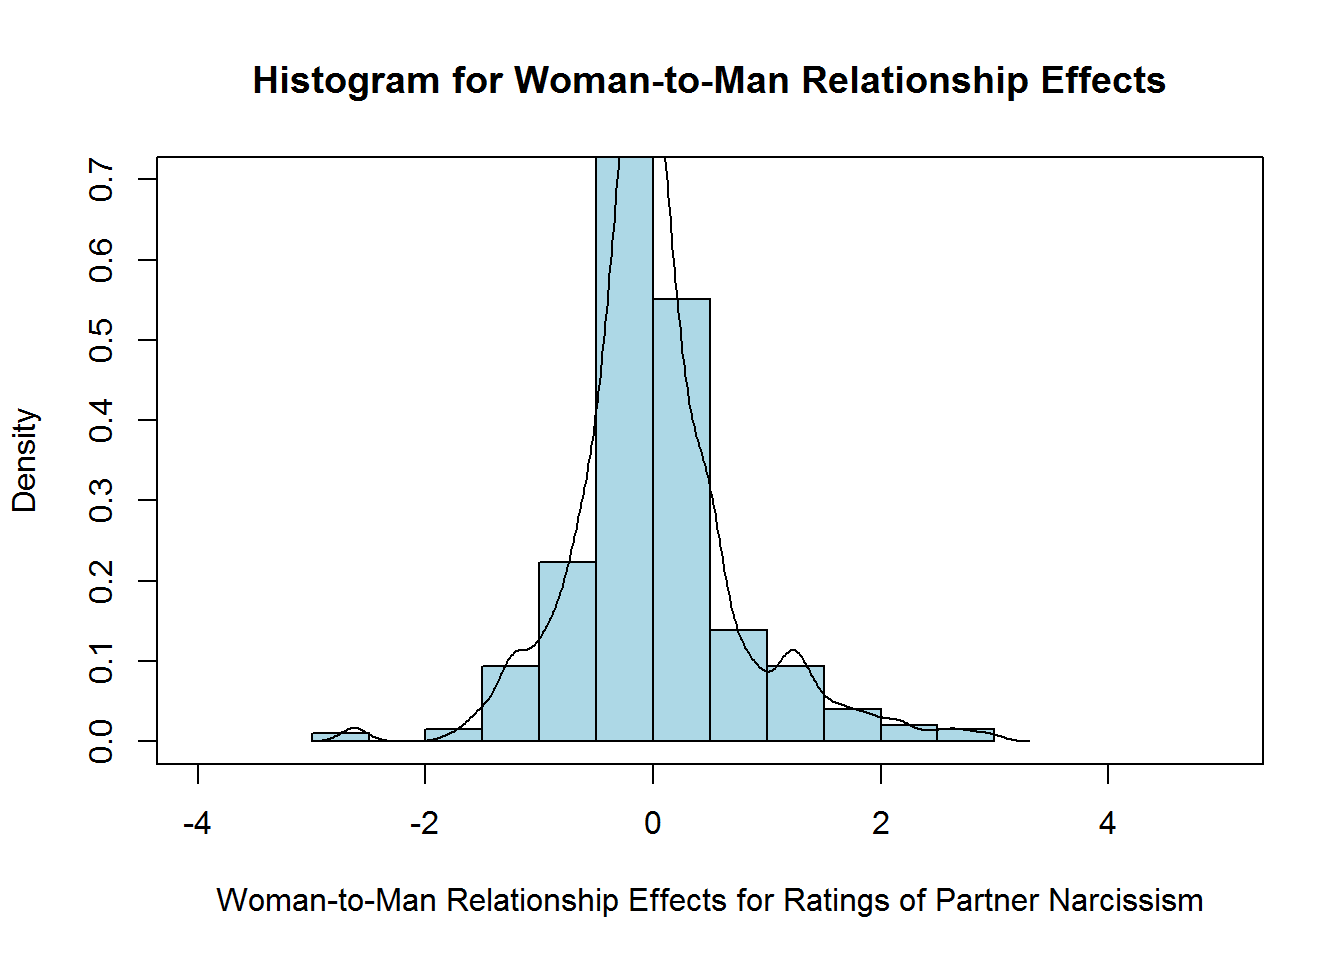 Histogram for Woman-to-Man Relationship Effects
Density
0.7
0.6
0.5
0.4
0.3
0.2
0.1
0.0
-4 -2 0 2 4
Woman-to-Man Relationship Effects for Ratings of Partner Narcissism